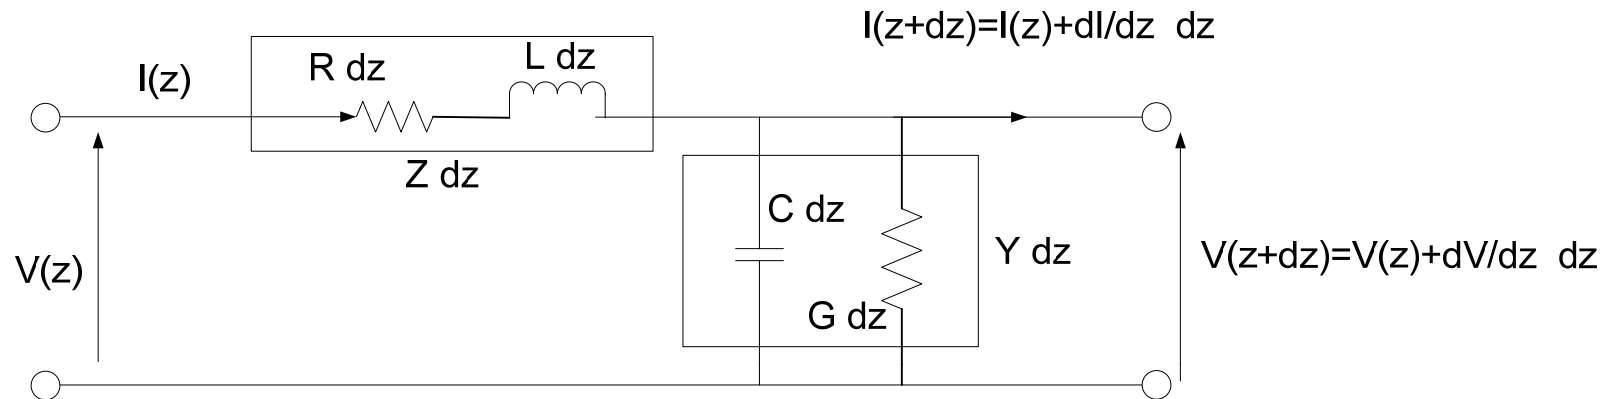 I(z+dz)=I(z)+dI/dz dz
I(z)
R dz
L dz
Z dz
C dz
G dz
Y dz
V(z)
V(z+dz)=V(z)+dV/dz dz